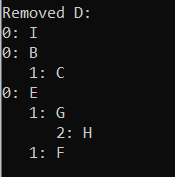 Removed D:
0: I
0: B
   1: C
0: E
   1: G
      2: H
   1: F